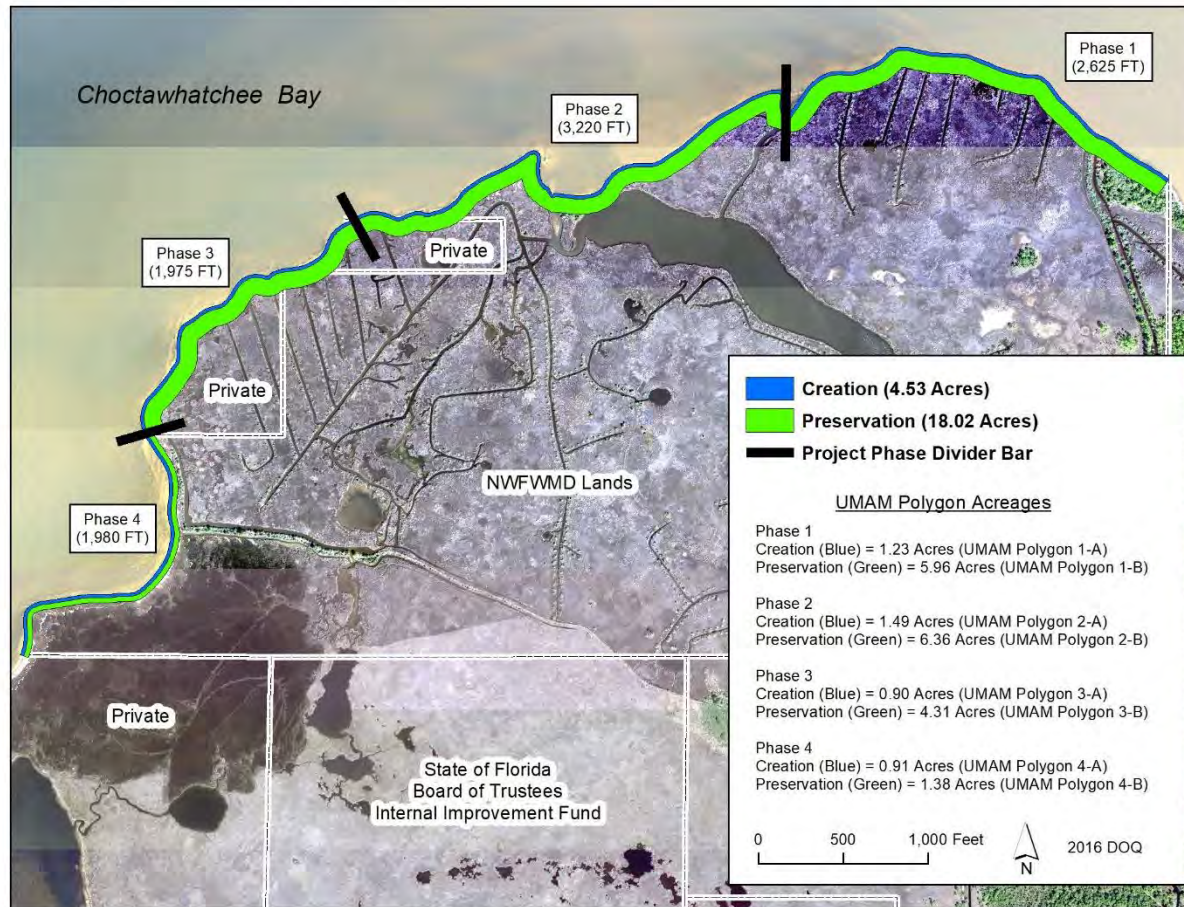 Choctawhatchee Bay
Phase 1
(2,625 FT)
Phase 2
(3,220 FT)
Phase 3
(1,975 FT)
Private
Private
Phase 4
(1,980 FT)
NWFWMD Lands
Private
State of Florida
Board of Trustees
Internal Improvement Fund
Creation (4.53 Acres)
Preservation (18.02 Acres)
Project Phase Divider Bar
UMAM Polygon Acreages
Phase 1
Creation (Blue) = 1.23 Acres (UMAM Polygon 1-A)
Preservation (Green) = 5.96 Acres (UMAM Polygon 1-B)
Phase 2
Creation (Blue) = 1.49 Acres (UMAM Polygon 2-A)
Preservation (Green) = 6.36 Acres (UMAM Polygon 2-B)
Phase 3
Creation (Blue) = 0.90 Acres (UMAM Polygon 3-A)
Preservation (Green) = 4.31 Acres (UMAM Polygon 3-B)
Phase 4
Creation (Blue) = 0.91 Acres (UMAM Polygon 4-A)
Preservation (Green) = 1.38 Acres (UMAM Polygon 4-B)
0 500 1,000 Feet
N
2016 DOQ